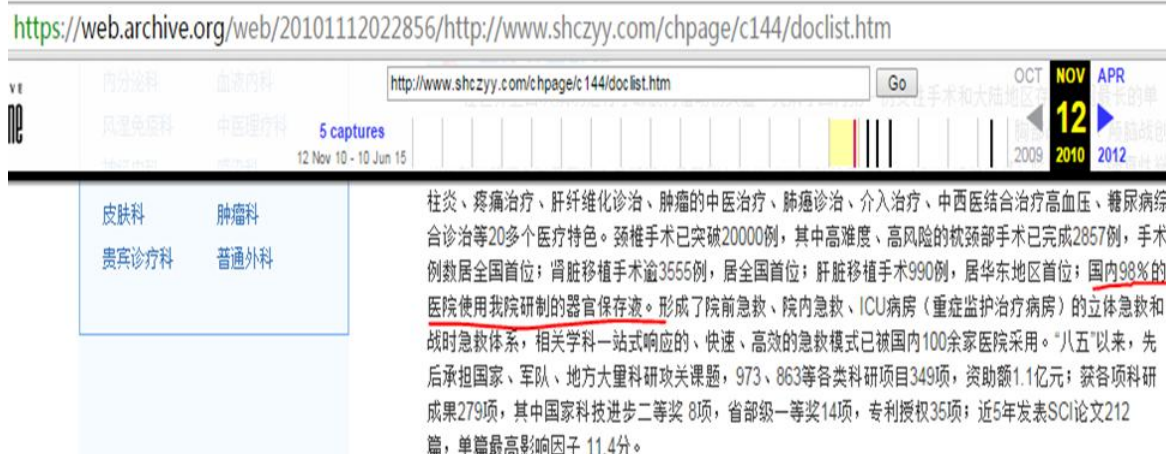 https://web.archive.org/web/20101112022856/http://www.shczyy.com/chpage/c144/doclist.htm
内分泌科 血液内科
http://www.shczyy.com/chpage/c144/doclist.htm Go
OCT NOV APR
风湿免疫科 中医理疗科
5 captures
12
12 Nov 10 - 10 Jun 15
2009 2010 2012
皮肤科 肿瘤科
贵宾诊疗科 普通外科
柱炎、疼痛治疗、肝纤维化诊治、肿瘤的中医治疗、肺癌诊治、介入治疗、中西医结合治疗高血压、糖尿病综
合诊治等20多个医疗特色。颈椎手术已突破20000例，其中高难度、高风险的枕颈部手术已完成2857例，手术
例数居全国首位；肾脏移植手术逾3555例，居全国首位；肝脏移植手术990例，居华东地区首位；国内98%的
医院使用我院研制的器官保存液。形成了院前急救、院内急救、ICU病房（重症监护治疗病房）的立体急救和
战时急救体系，相关学科一站式响应的、快速、高效的急救模式已被国内100余家医院采用。“八五”以来，先
后承担国家、军队、地方大量科研攻关课题，973、863等各类科研项目349项，资助额1.1亿元；获各项科研
成果279项，其中国家科技进步二等奖 8项，省部级一等奖14项，专利授权35项；近5年发表SCI论文212
篇，单篇最高影响因子 11.4分。